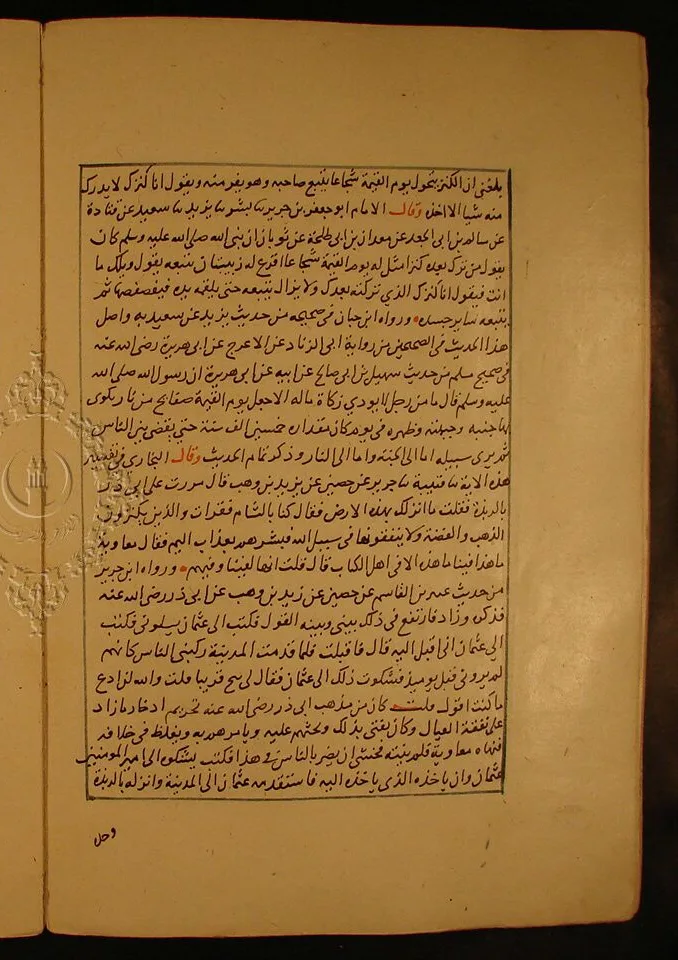 بلغني ان الكنز يتحول يوم القيمة شجاعا يتبع صاحبه وهو يفر منه ويقول انا كنزك لا يدرك
منه شيا الا اخذه وقال الامام ابو جعفر بن جرير ثنا بشر ثنا يزيد ثنا سعيد عن قتادة
عن سالم بن ابي الجعد عن معدان بن ابي طلحة عن ثوبان ان نبي الله صلى الله عليه وسلم كان
يقول من ترك بعده كنزا مثل له يوم القيمة شجاعا اقرع له زبيبتان يتبعه يقول ويلك ما
انت فيقول انا كنزك الذي تركته بعدك ولا يزال يتبعه حتى يلقمه يده فيقصقصها ثم
يتبعه ساير جسده ورواه ابن حبان في صحيحه من حديث يزيد عن سعيد به واصل
هذا الحديث في الصحيحين من رواية ابي الزناد عن الاعرج عن ابي هريرة رضي الله عنه
في صحيح مسلم من حديث سهيل بن ابي صالح عن ابيه عن ابي هريرة ان رسول الله صلى الله
عليه وسلم قال ما من رجل لا يودي زكاة ماله الا جعل يوم القيمة صفايح من نار يكوى
بها جنبه وجبهته وظهره في يوم كان مقداره خمسين الف سنة حتى يقضى بين الناس
ثم يرى سبيله اما الى الجنة واما الى النار وذكر تمام الحديث وقال البخاري في تفسير
هذه الاية ثنا قتيبة ثنا جرير عن حصين عن يزيد بن وهب قال مررت على ابي ذر
بالربذة فقلت ما انزلك بهذه الارض فقال كنا بالشام فقرات والذين يكنزون
الذهب والفضة ولا ينفقونها في سبيل الله فبشرهم بعذاب اليم فقال معاوية
ما هذا فينا ما هذه الا في اهل الكتاب قال قلت انها لفينا وفيهم ورواه ابن جرير
من حديث عبيد بن القاسم عن حصين عن زيد بن وهب عن ابي ذر رضي الله عنه
فذكره وزاد فارتفع في ذلك بيني وبينه القول فكتب الى عثمان يشكوني فكتب
الي عثمان ان اقبل اليه قال فاقبلت فلما قدمت المدينة ركبني الناس كانهم
لم يروني قبل يوميذ فشكوت ذلك الى عثمان فقال لي تنح قريبا قلت والله لن ادع
ما كنت اقول قلت كان من مذهب ابي ذر رضي الله عنه تحريم ادخار ما زاد
على نفقة العيال وكان يفتي بذلك ويحثهم عليه ويامرهم به ويغلظ في خلافه
فنهاه معاوية فلم ينته فخشي ان يضر بالناس في هذا فكتب يشكوه الى امير المومنين
عثمان وان ياخذه اليه فاستقدمه عثمان الى المدينة وانزله بالربذة
وحده